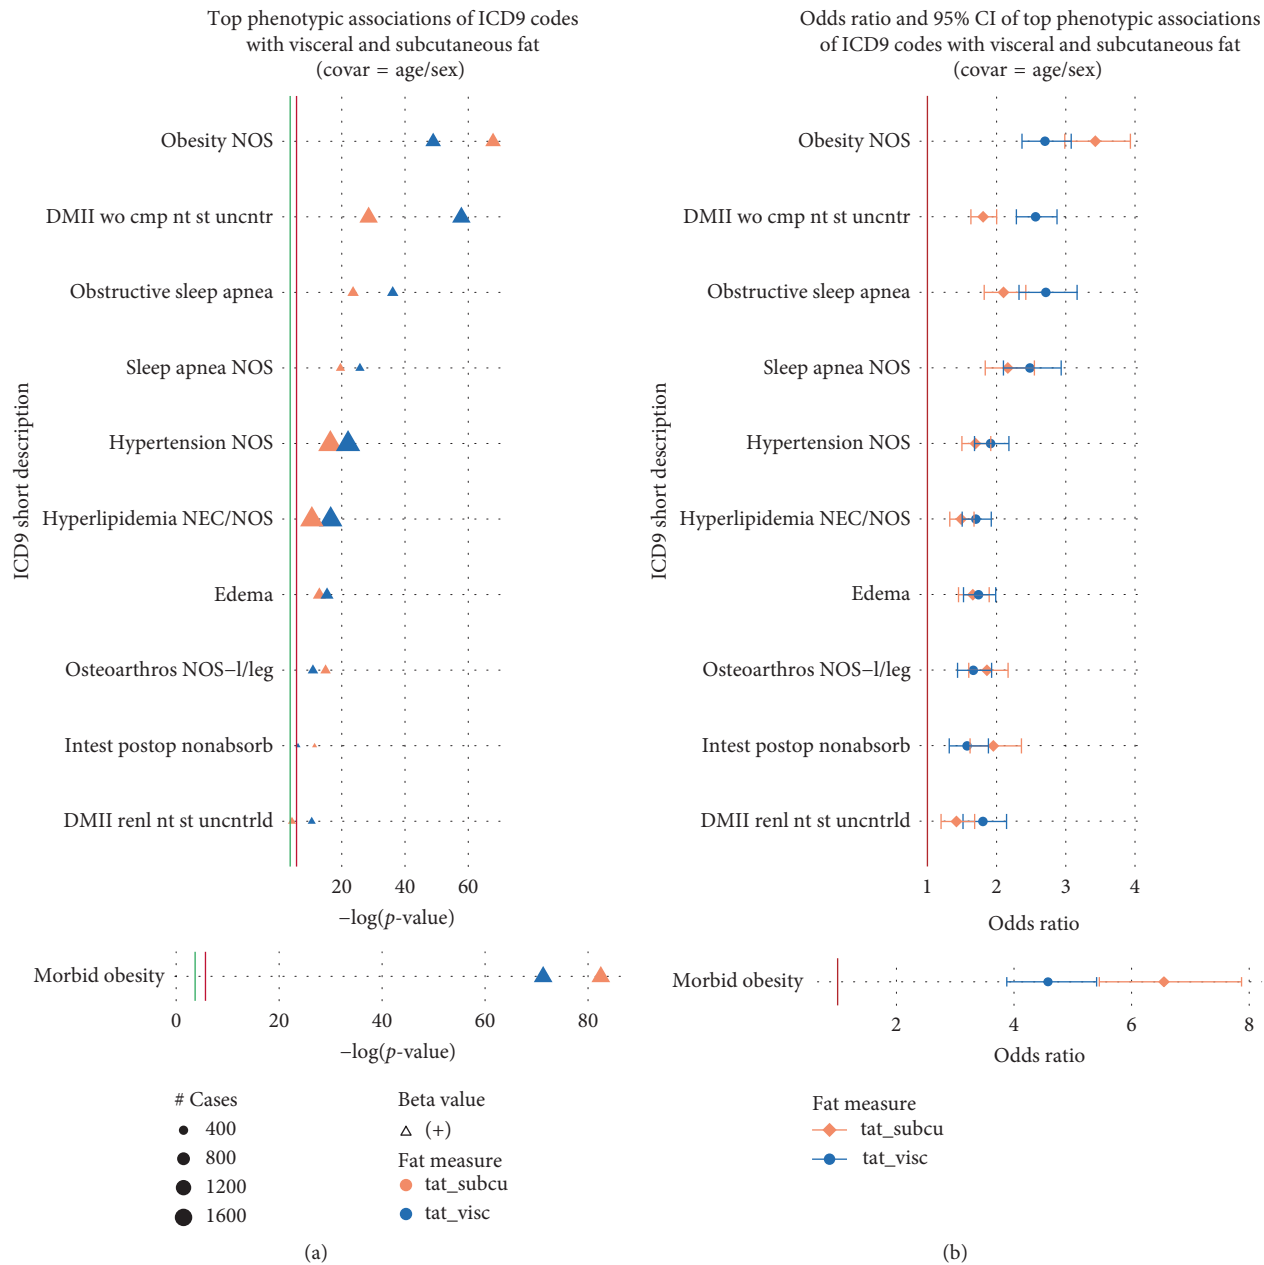 Top phenotypic associations of ICD9 codes
with visceral and subcutaneous fat
(covar = age/sex)
ICD9 short description
Obesity NOS
DMII wo cmp nt st uncntr
Obstructive sleep apnea
Sleep apnea NOS
Hypertension NOS
Hyperlipidemia NEC/NOS
Edema
Osteoarthros NOS−l/leg
Intest postop nonabsorb
DMII renl nt st uncntrld
20 40 60
−log(p-value)
Morbid obesity
0 20 40 60 80
−log(p-value)
# Cases
400
800
1200
1600
Beta value
(+)
Fat measure
tat_subcu
tat_visc
(a)
Odds ratio and 95% CI of top phenotypic associations
of ICD9 codes with visceral and subcutaneous fat
(covar = age/sex)
ICD9 short description
Obesity NOS
DMII wo cmp nt st uncntr
Obstructive sleep apnea
Sleep apnea NOS
Hypertension NOS
Hyperlipidemia NEC/NOS
Edema
Osteoarthros NOS−l/leg
Intest postop nonabsorb
DMII renl nt st uncntrld
1 2 3 4
Odds ratio
Morbid obesity
2 4 6 8
Odds ratio
Fat measure
tat_subcu
tat_visc
(b)